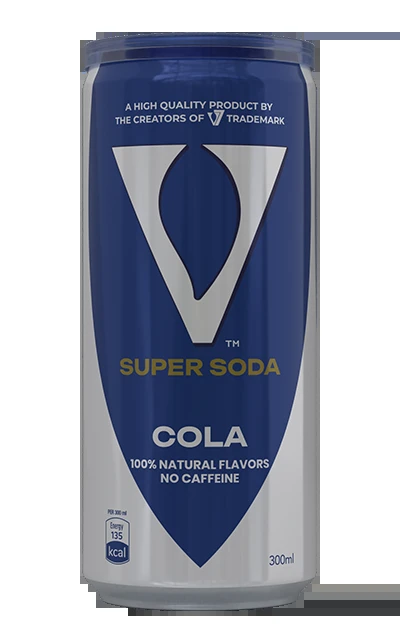 A HIGH QUALITY PRODUCT BY
THE CREATORS OF V TRADEMARK
V
TM
SUPER SODA
COLA
100% NATURAL FLAVORS
NO CAFFEINE
PER 300 ml
Energy
135
kcal
300ml